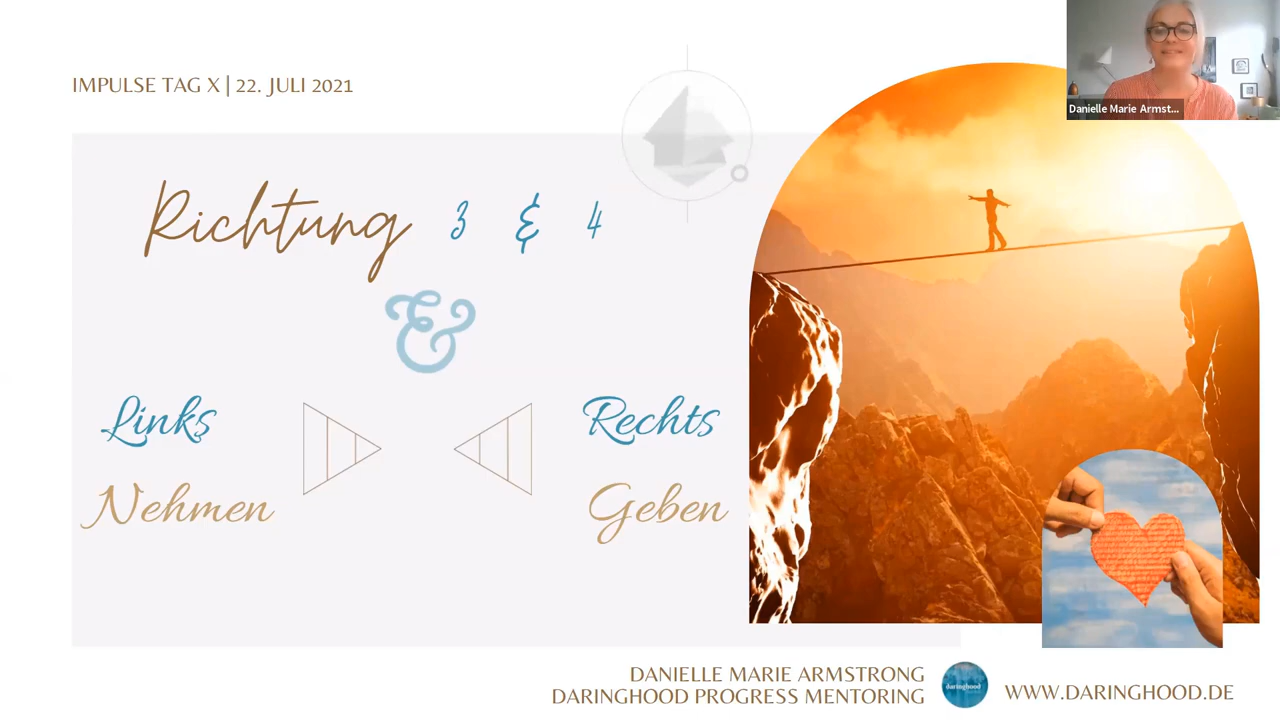 IMPULSE TAG X | 22. JULI 2021
Danielle Marie Armst...
Richtung 3 & 4
&
Links
Rechts
Nehmen
Geben
DANIELLE MARIE ARMSTRONG
DARINGHOOD PROGRESS MENTORING
daringhood
WWW.DARINGHOOD.DE